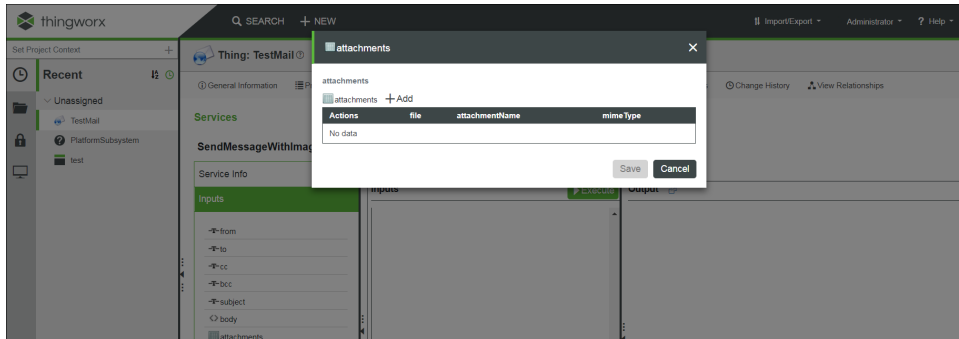 thingworx
SEARCH
NEW
Import/Export
Administrator
? Help
Set Project Context
Recent
Unassigned
TestMail
PlatformSubsystem
test
Thing: TestMail
General Information
Change History
View Relationships
Services
SendMessageWithImag
Service Info
Inputs
from
to
cc
bcc
subject
body
attachments
attachments
attachments
attachments
Add
Actions file attachmentName mimeType
No data
Save Cancel
Inputs
Execute
Output